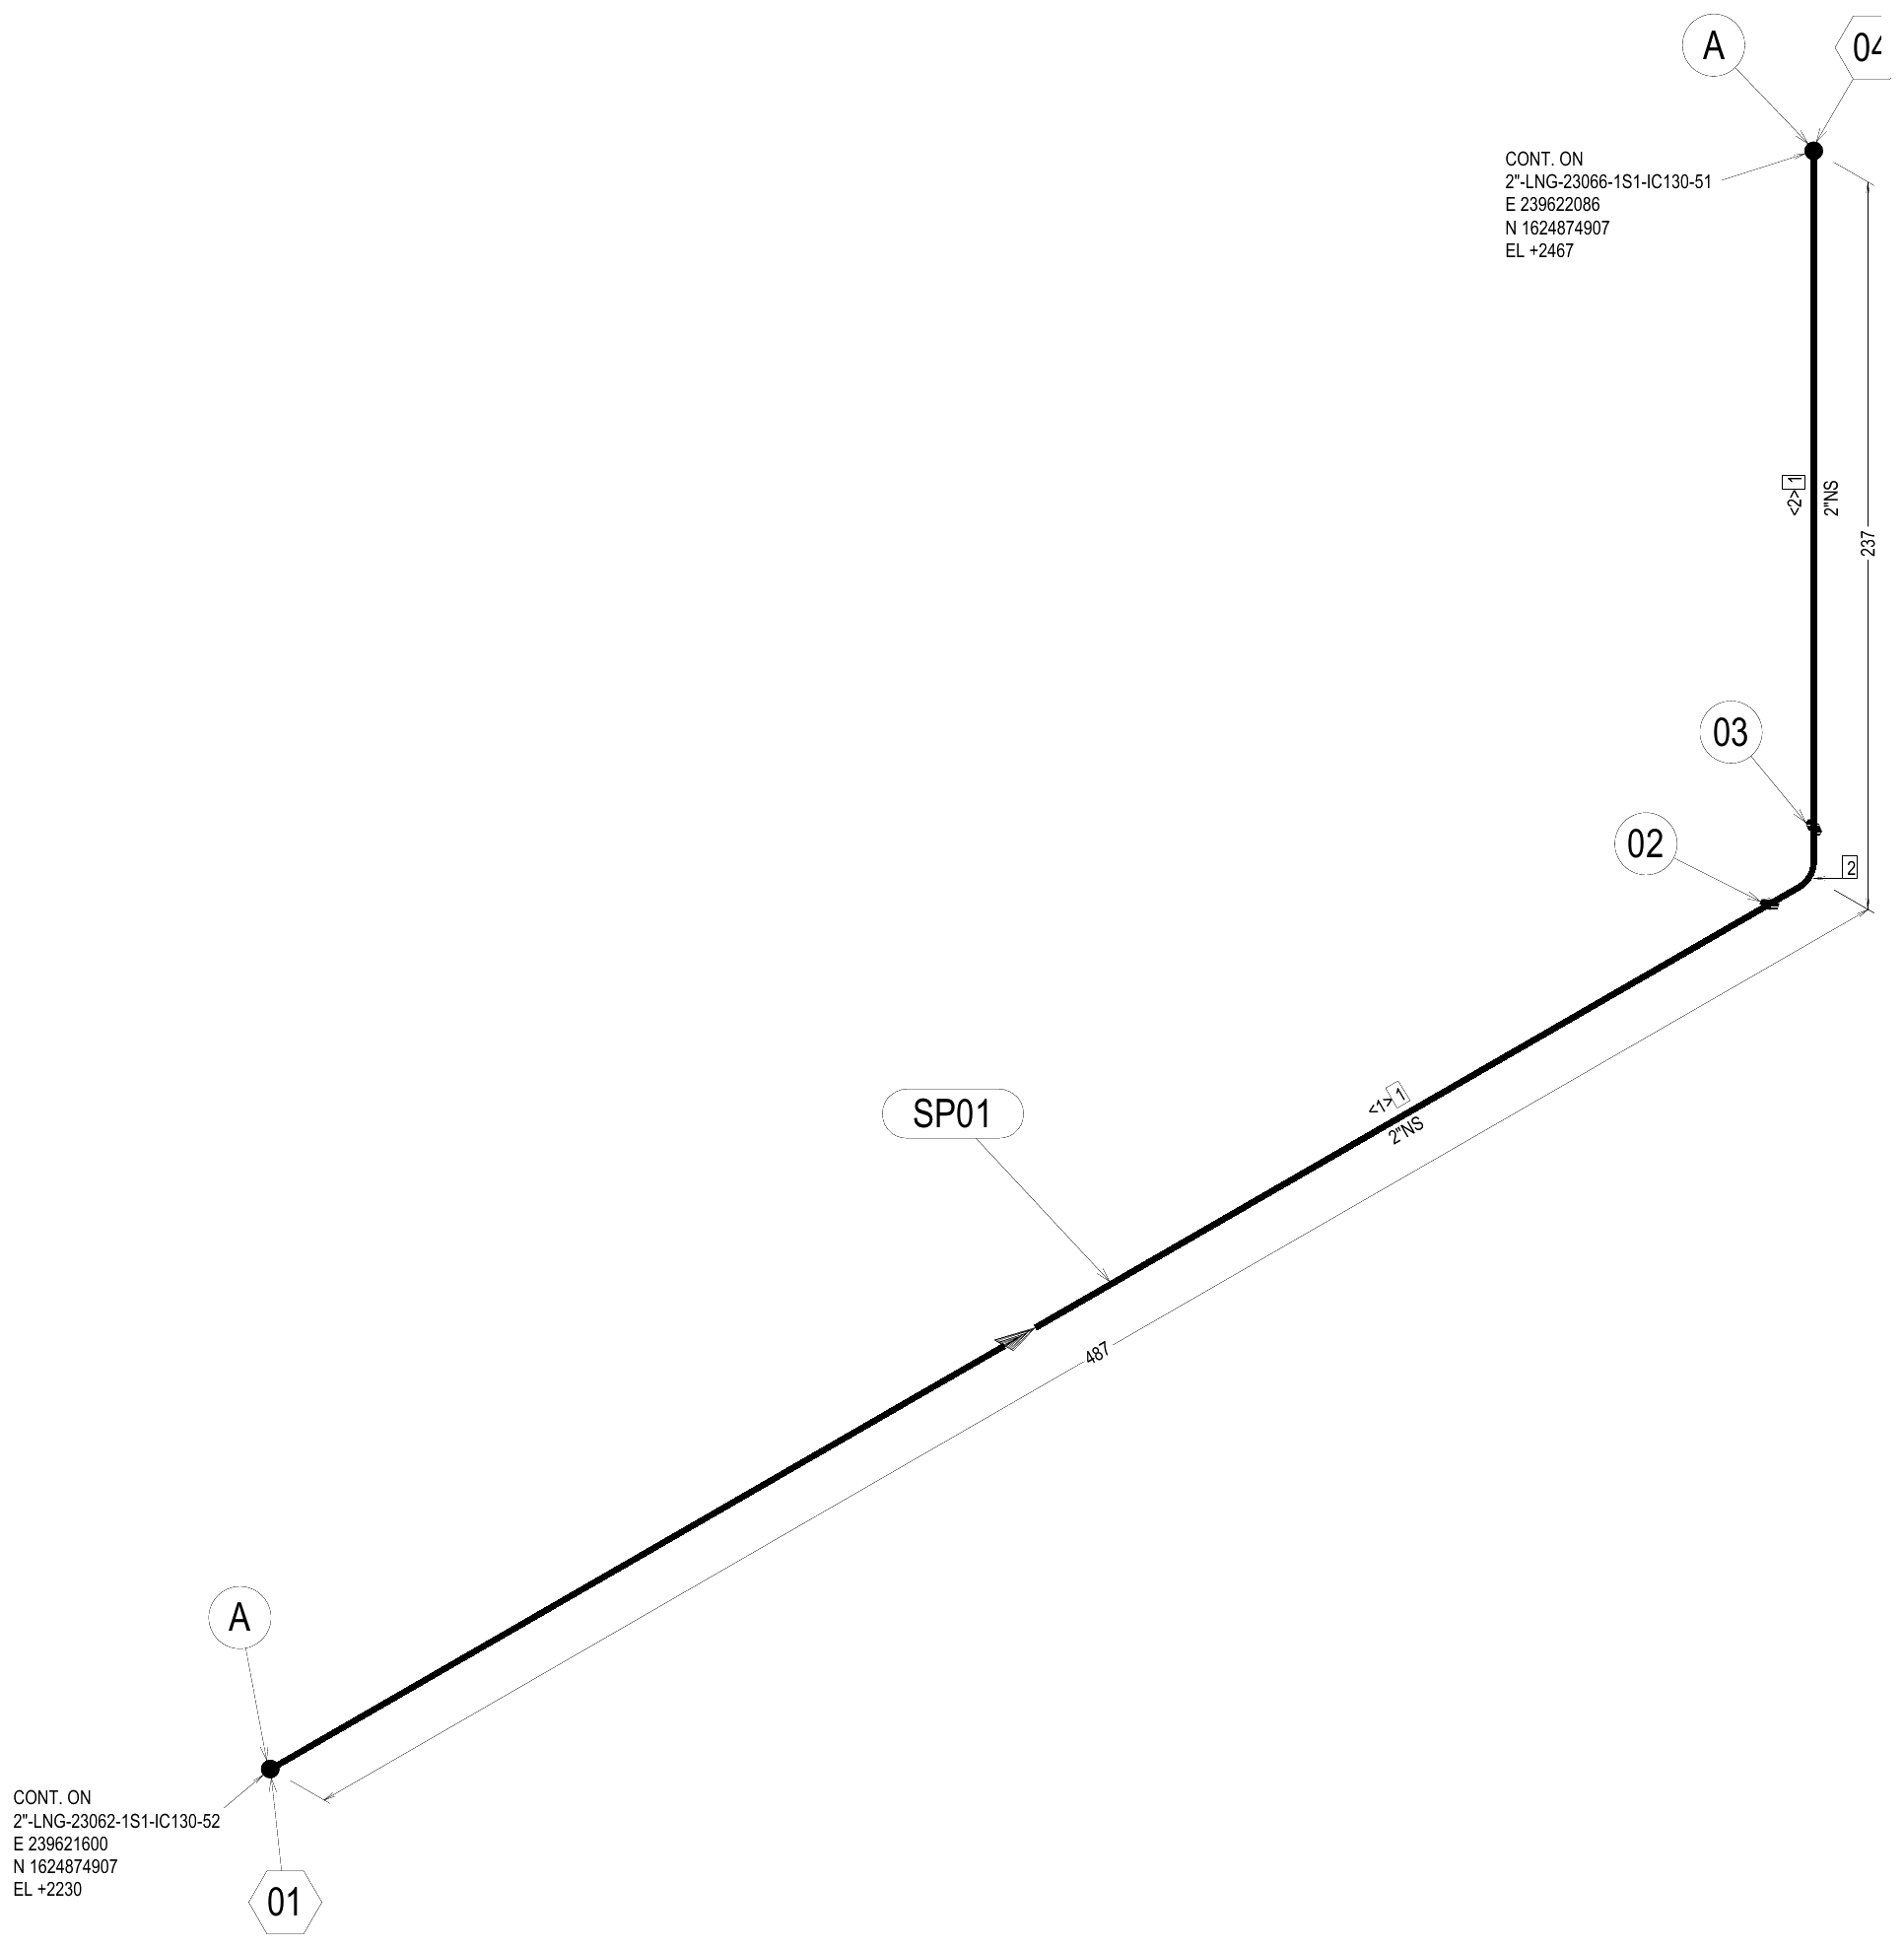 A
04
CONT. ON
2"-LNG-23066-1S1-IC130-51
E 239622086
N 1624874907
EL +2467
<2> 1
2"NS
237
03
02
2
<1> 1
2"NS
SP01
487
A
CONT. ON
2"-LNG-23062-1S1-IC130-52
E 239621600
N 1624874907
EL +2230
01